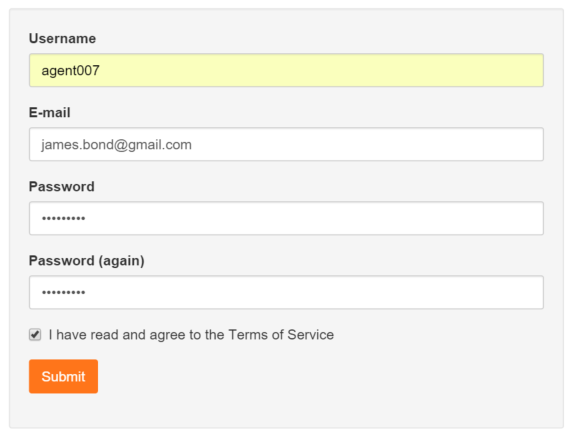 Username
agent007
E-mail
james.bond@gmail.com
Password
•••••••••
Password (again)
•••••••••
I have read and agree to the Terms of Service
Submit